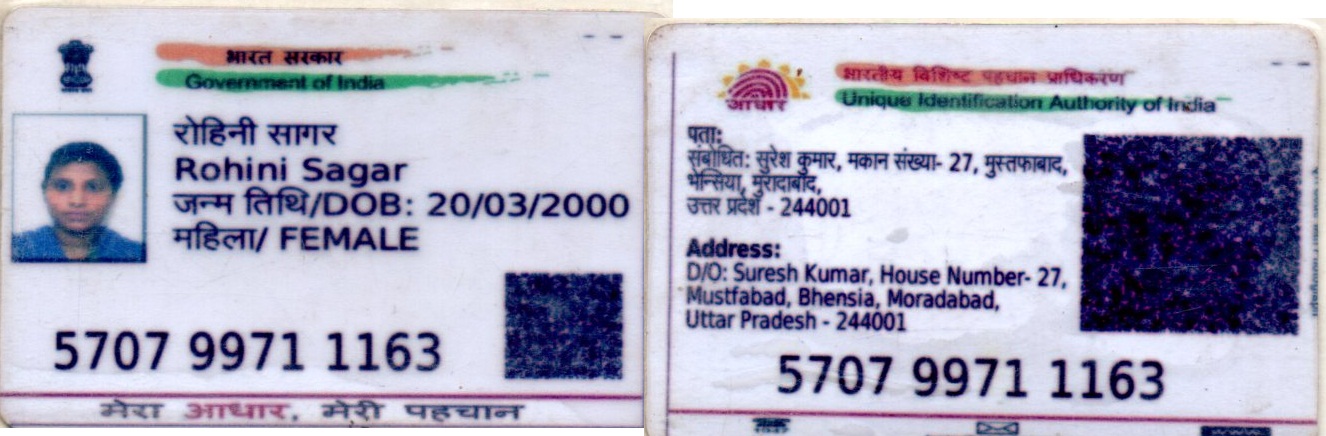 भारत सरकार
Government of India
रोहिनी सागर
Rohini Sagar
जन्म तिथि/DOB: 20/03/2000
महिला/ FEMALE
5707 9971 1163
मेरा आधार, मेरी पहचान
भारतीय विशिष्ट पहचान प्राधिकरण
Unique Identification Authority of India
आधार
पता:
संबोधित: सुरेश कुमार, मकान संख्या- 27, मुस्तफाबाद,
भेन्सिया, मुरादाबाद,
उत्तर प्रदेश - 244001
Address:
D/O: Suresh Kumar, House Number- 27,
Mustfabad, Bhensia, Moradabad,
Uttar Pradesh - 244001
5707 9971 1163